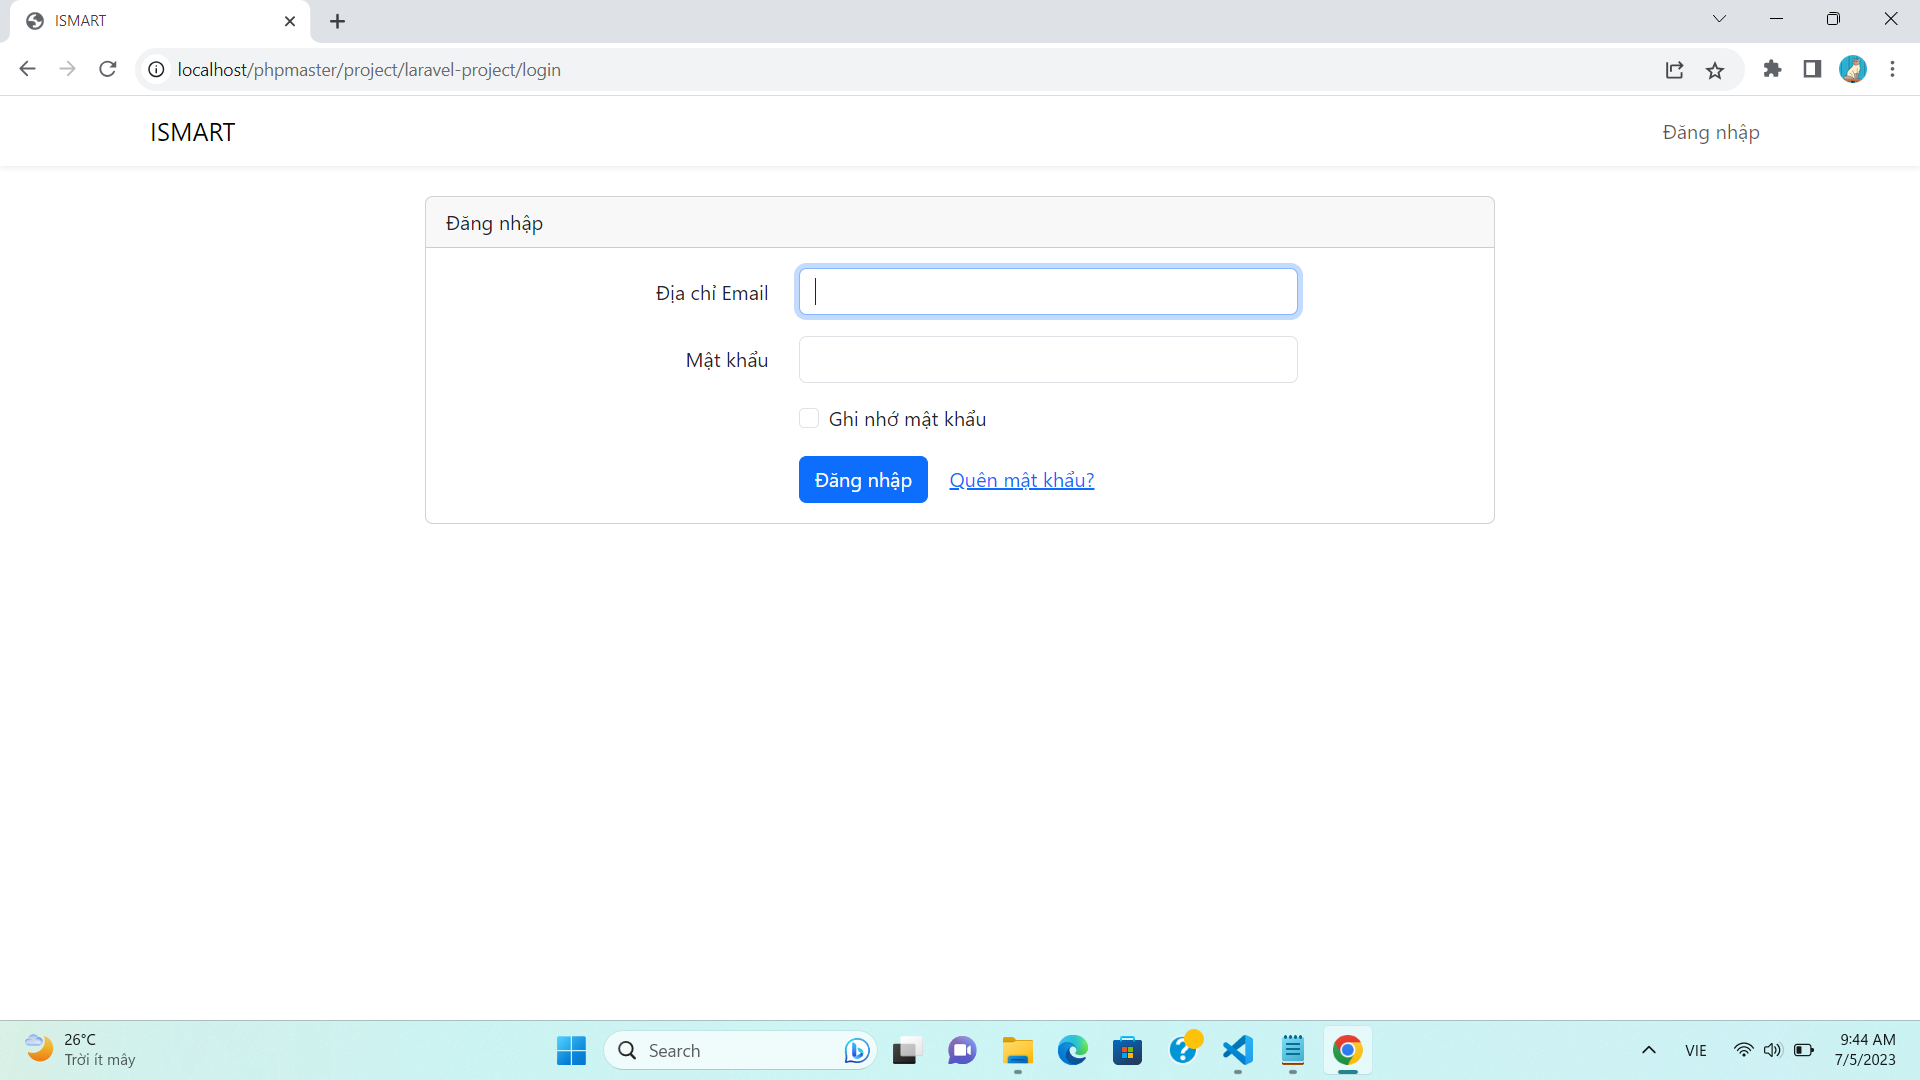 ISMART
localhost/phpmaster/project/laravel-project/login
ISMART
Đăng nhập
Đăng nhập
Địa chỉ Email
Mật khẩu
Ghi nhớ mật khẩu
Đăng nhập
Quên mật khẩu?
26°C
Trời ít mây
Search
VIE
9:44 AM
7/5/2023